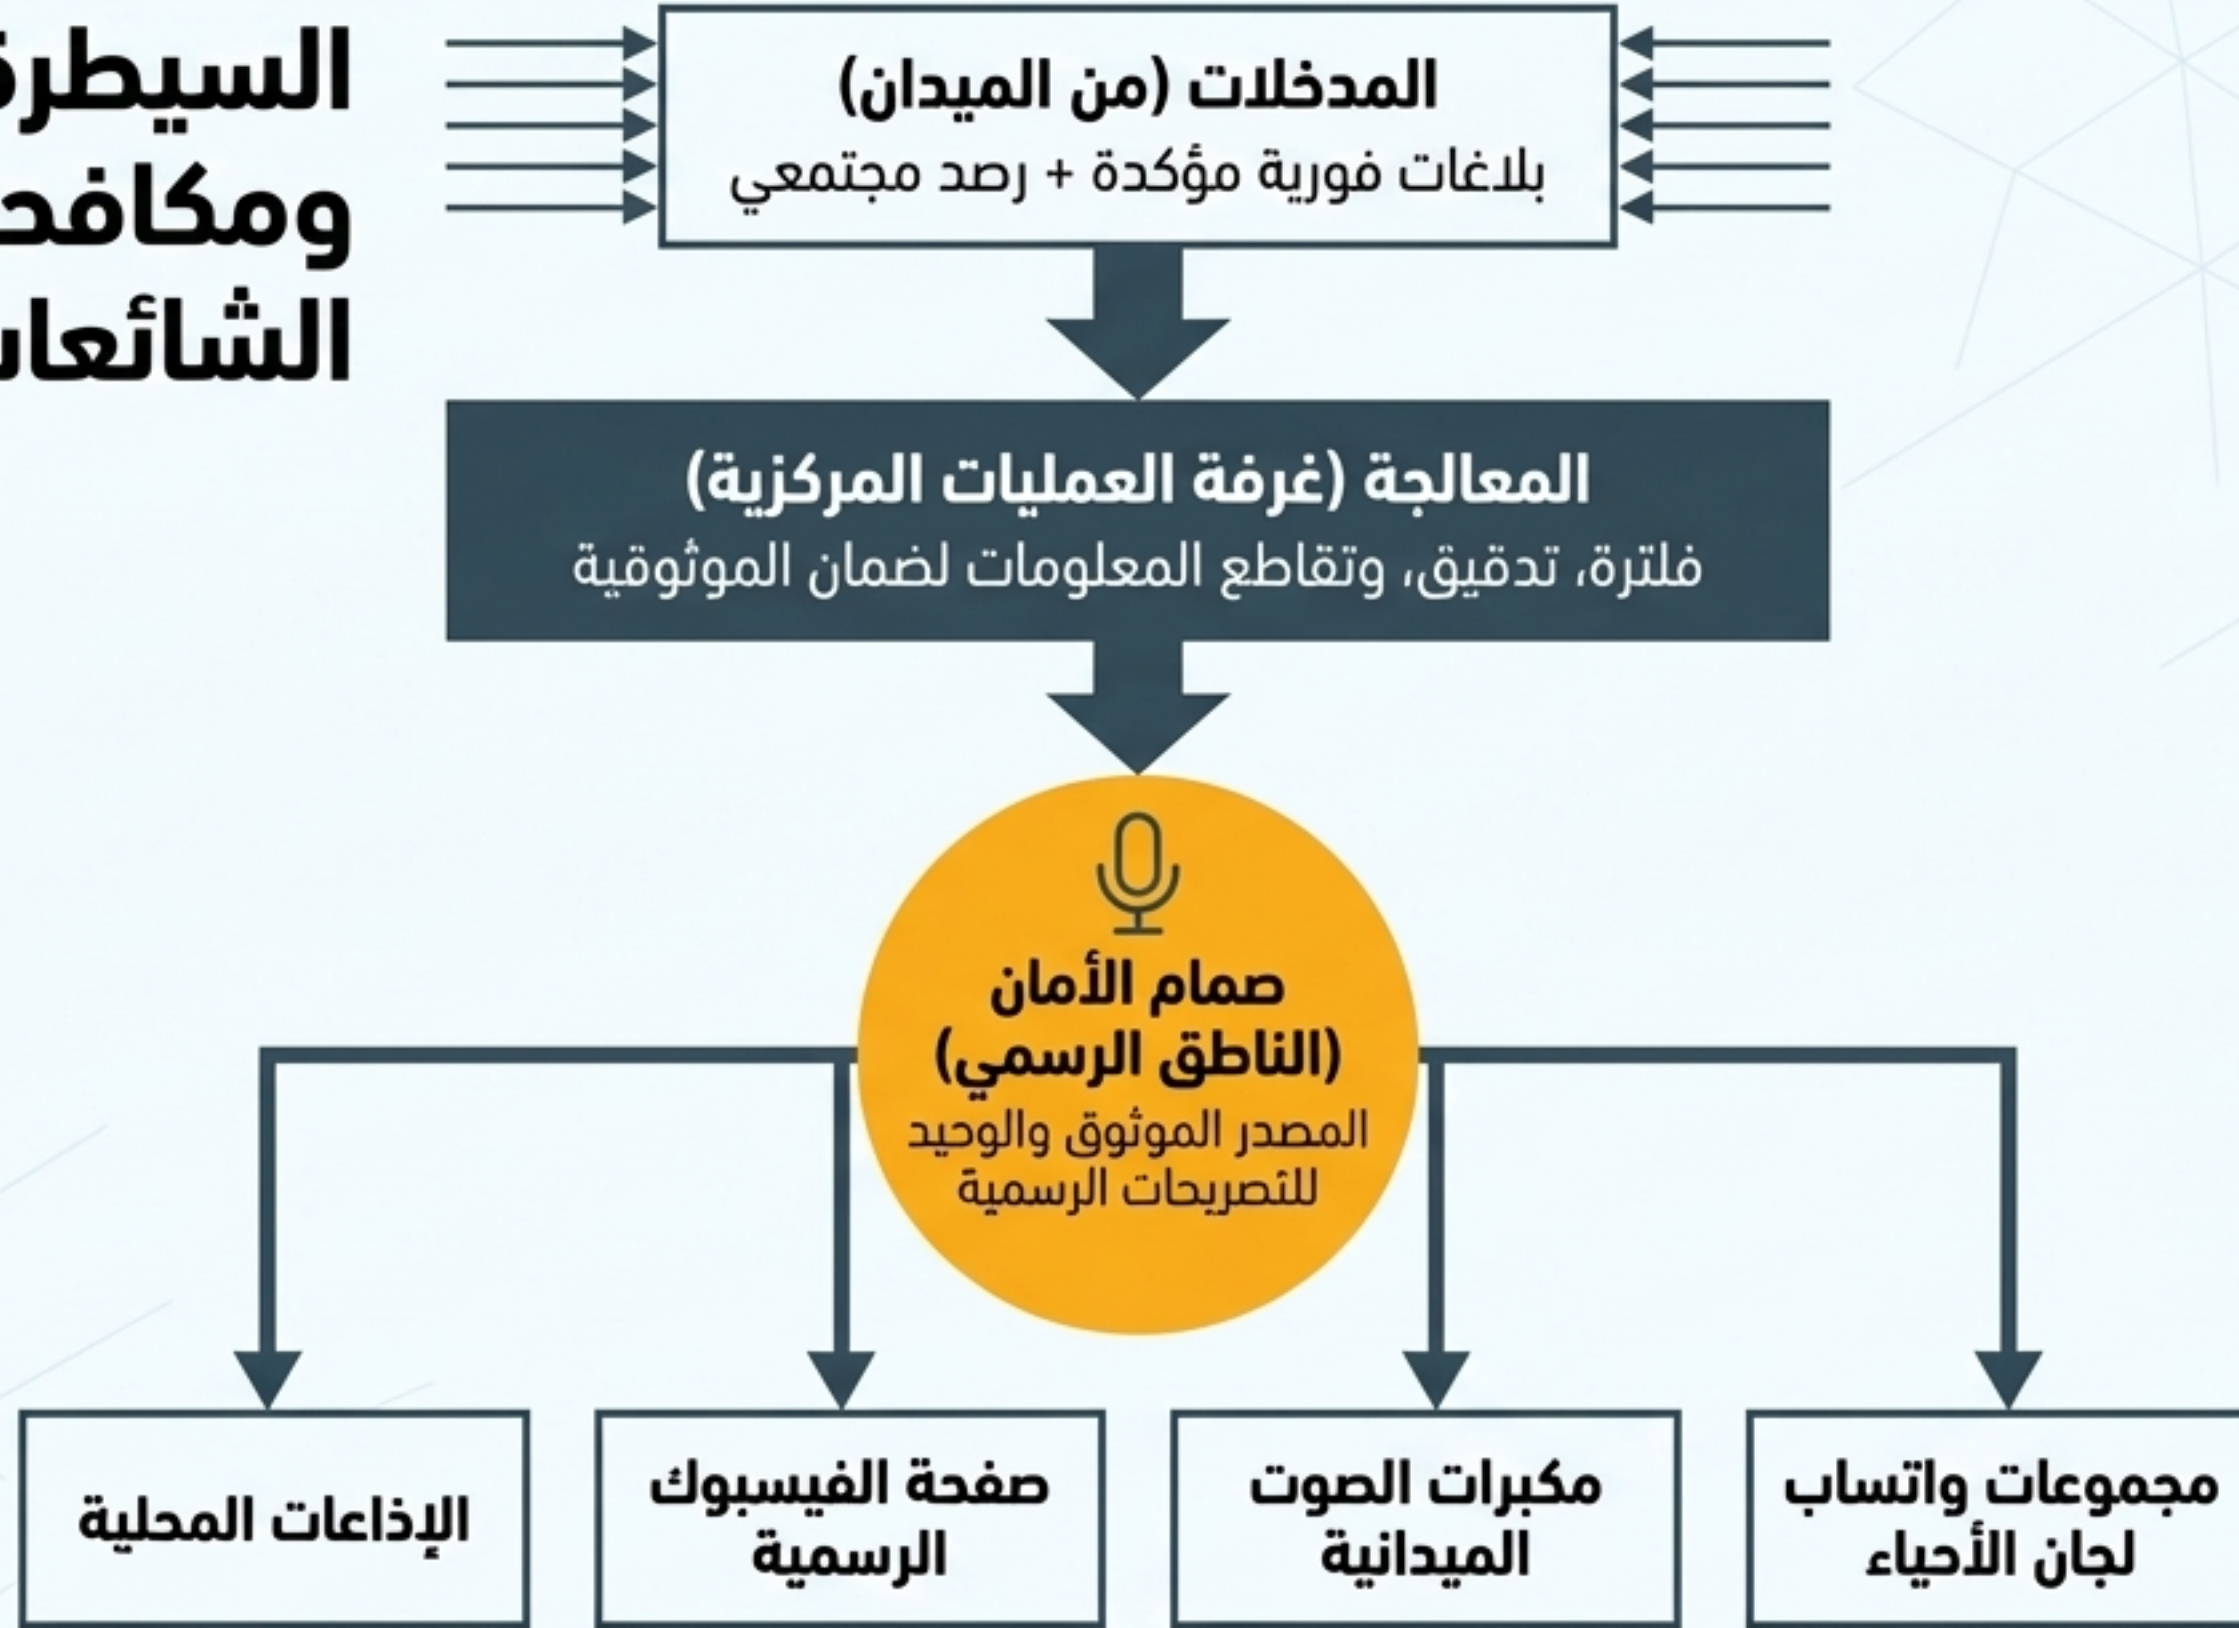 المدخلات (من الميدان)
بلاغات فورية مؤكدة + رصد مجتمعي
المعالجة (غرفة العمليات المركزية)
فلترة، تدقيق، وتقاطع المعلومات لضمان الموثوقية
صمام الأمان
(الناطق الرسمي)
المصدر الموثوق والوحيد
للتصريحات الرسمية
مجموعات واتساب
لجان الأحياء
مكبرات الصوت
الميدانية
صفحة الفيسبوك
الرسمية
الإذاعات المحلية